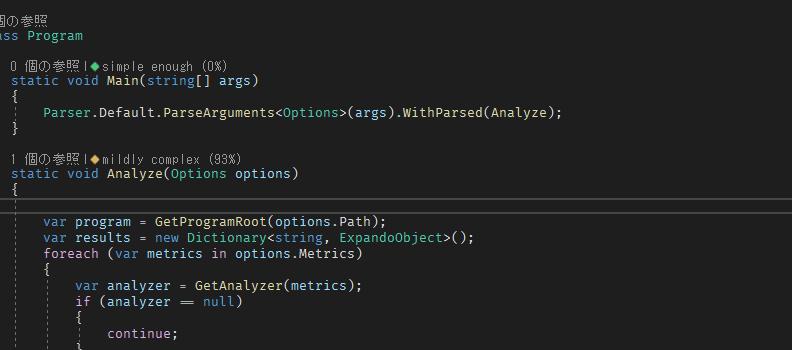 個の参照
ass Program
0 個の参照 | simple enough (0%)
static void Main(string[] args)
{
Parser.Default.ParseArguments<Options>(args).WithParsed(Analyze);
}
1 個の参照 | mildly complex (93%)
static void Analyze(Options options)
{
var program = GetProgramRoot(options.Path);
var results = new Dictionary<string, ExpandoObject>();
foreach (var metrics in options.Metrics)
{
var analyzer = GetAnalyzer(metrics);
if (analyzer == null)
{
continue;
}